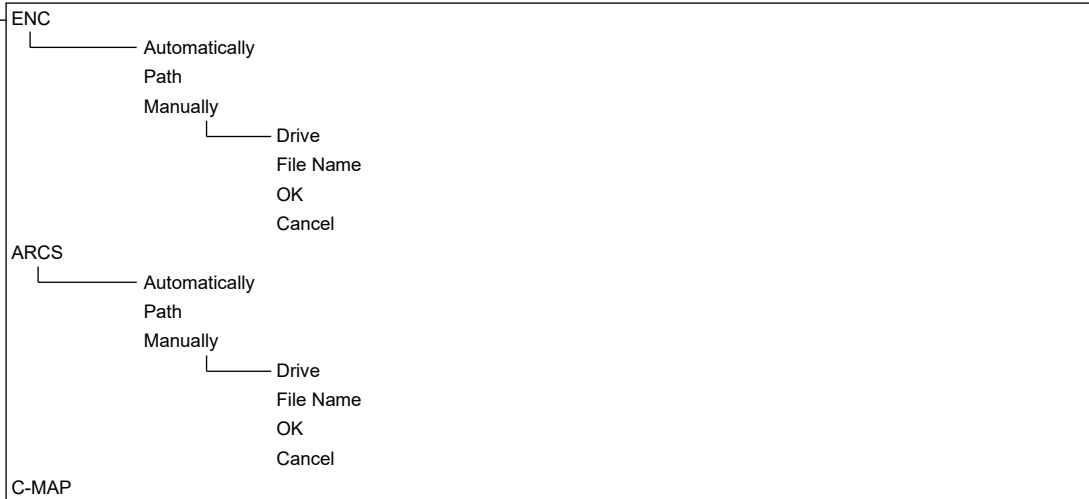 ENC
Automatically
Path
Manually
Drive
File Name
OK
Cancel
ARCS
Automatically
Path
Manually
Drive
File Name
OK
Cancel
C-MAP